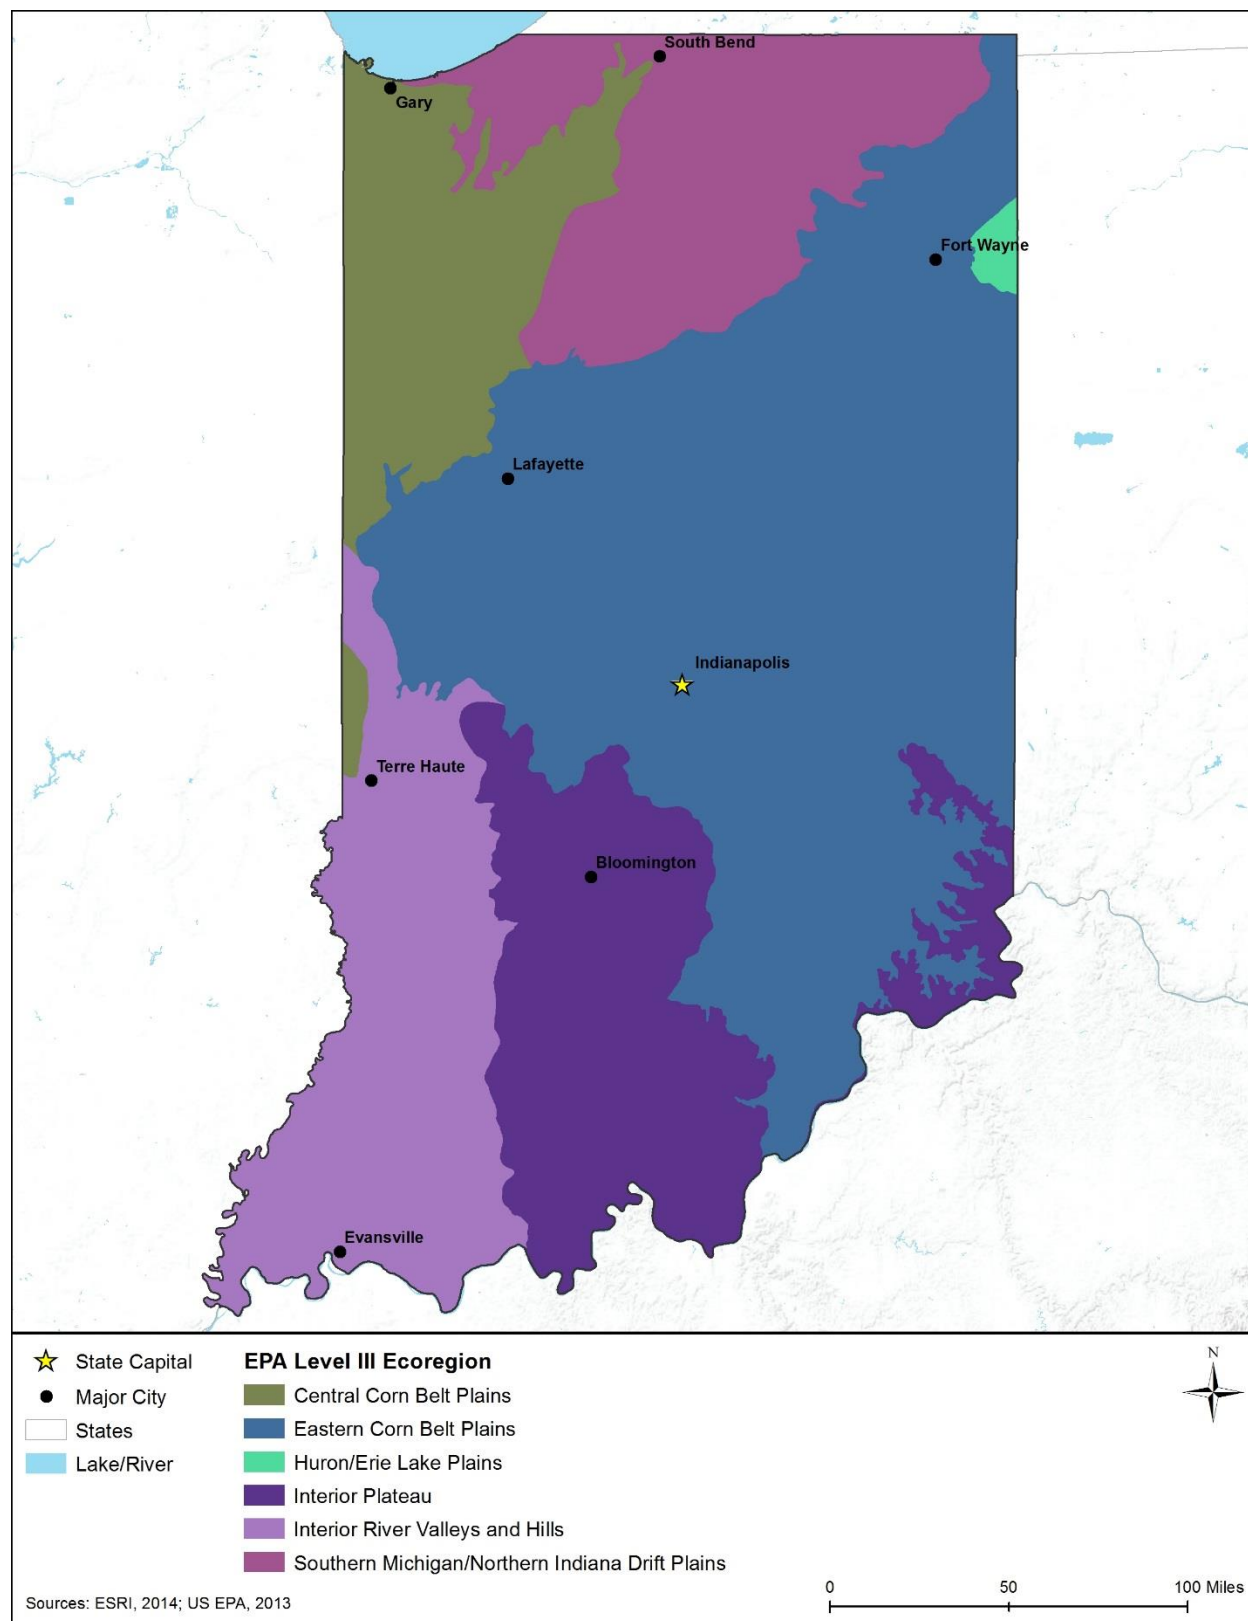 South Bend
Gary
Fort Wayne
Lafayette
Indianapolis
Terre Haute
Bloomington
Evansville
State Capital
Major City
States
Lake/River
EPA Level III Ecoregion
Central Corn Belt Plains
Eastern Corn Belt Plains
Huron/Erie Lake Plains
Interior Plateau
Interior River Valleys and Hills
Southern Michigan/Northern Indiana Drift Plains
N
Sources: ESRI, 2014; US EPA, 2013
0 50 100 Miles